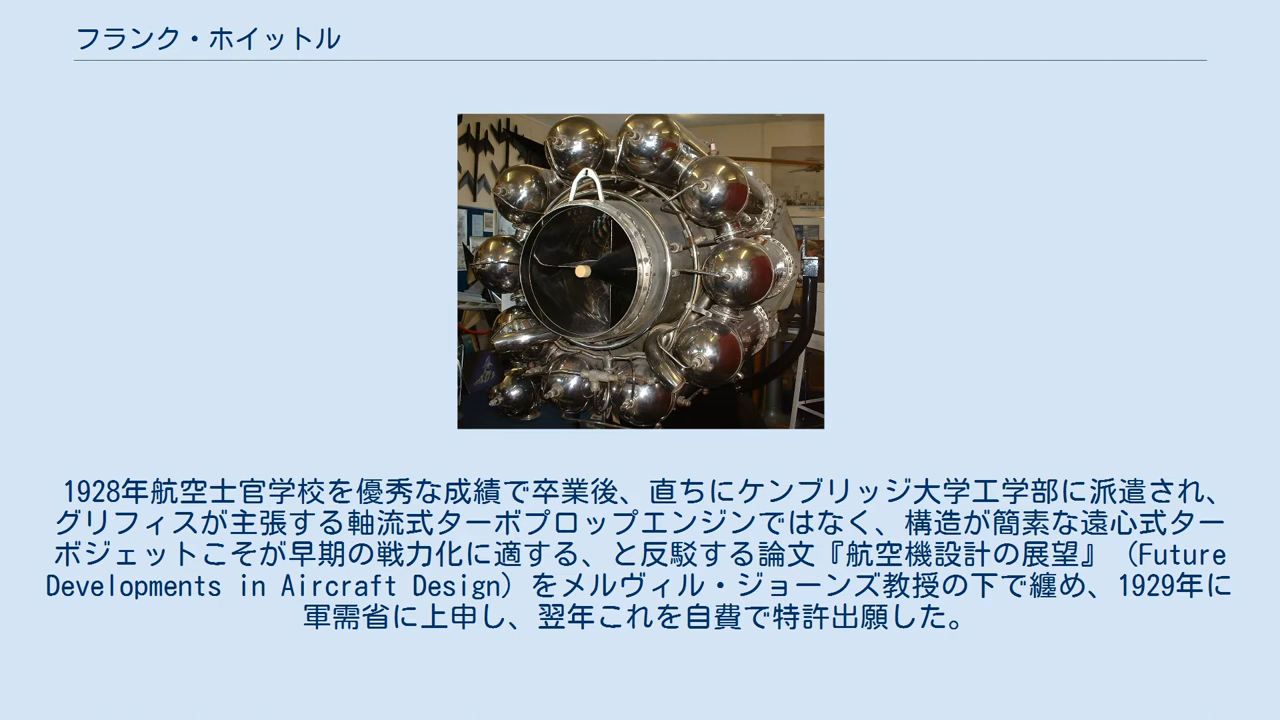 フランク・ホイットル
1928年航空士官学校を優秀な成績で卒業後、直ちにケンブリッジ大学工学部に派遣され、
グリフィスが主張する軸流式ターボプロップエンジンではなく、構造が簡素な遠心式ター
ボジェットこそが早期の戦力化に適する、と反駁する論文『航空機設計の展望』（Future
Developments in Aircraft Design）をメルヴィル・ジョーンズ教授の下で纏め、1929年に
軍需省に上申し、翌年これを自費で特許出願した。